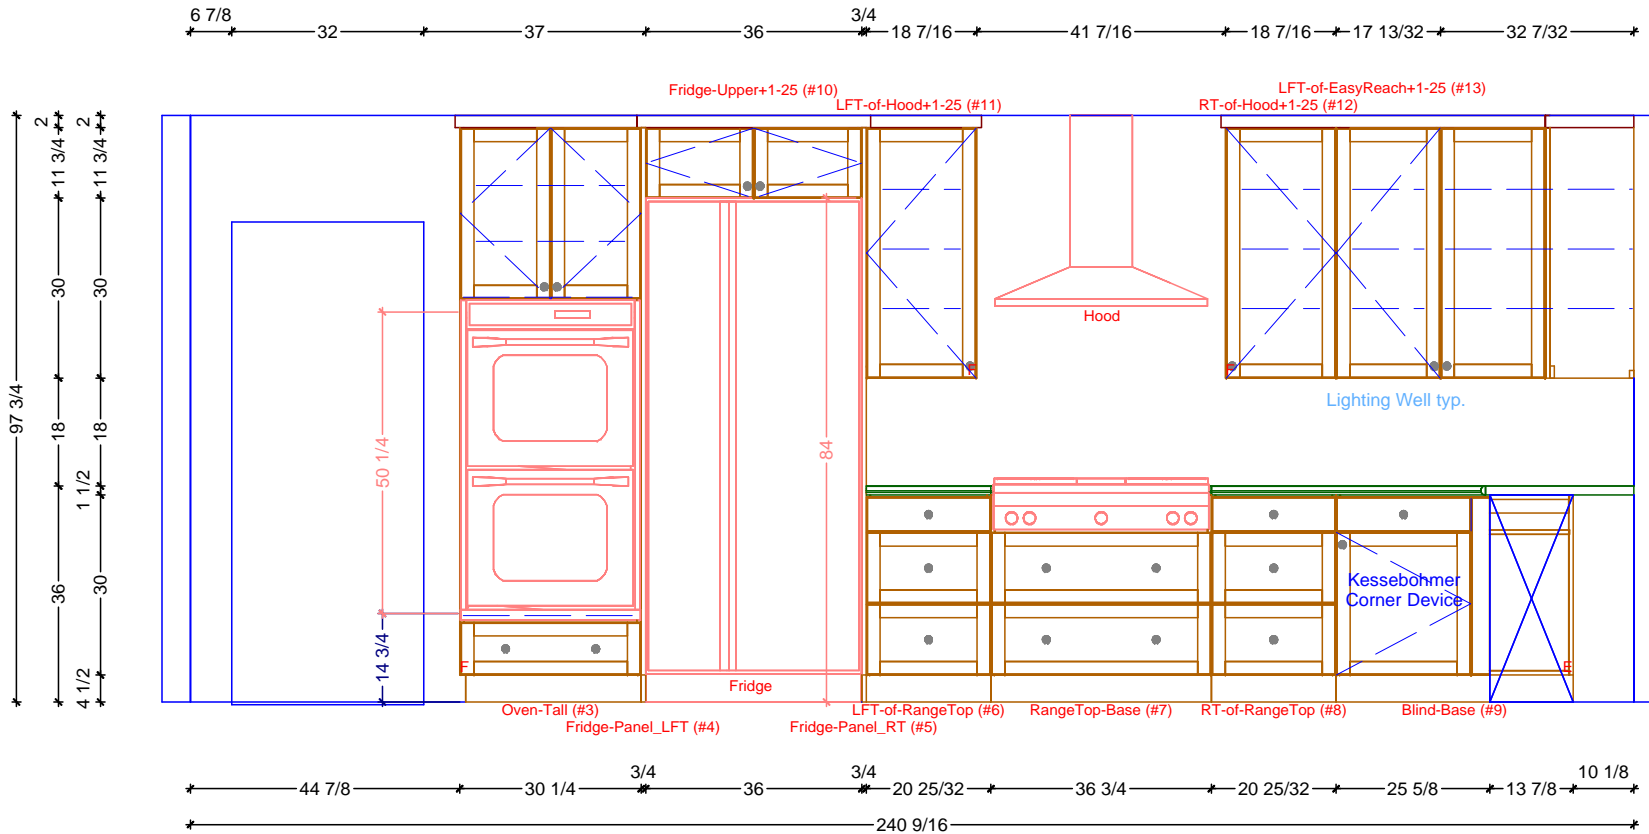 6 7/8
3/4
32
37
36
18 7/16
41 7/16
18 7/16
17 13/32
32 7/32
Fridge-Upper+1-25 (#10)
LFT-of-EasyReach+1-25 (#13)
LFT-of-Hood+1-25 (#11)
RT-of-Hood+1-25 (#12)
2
2
11 3/4
11 3/4
30
30
Hood
F
F
97 3/4
Lighting Well typ.
18
18
50 1/4
84
1 1/2
36
30
Kessebohmer
Corner Device
14 3/4
4 1/2
F
E
Fridge
Oven-Tall (#3)
LFT-of-RangeTop (#6)
RangeTop-Base (#7)
RT-of-RangeTop (#8)
Blind-Base (#9)
Fridge-Panel_LFT (#4)
Fridge-Panel_RT (#5)
3/4
3/4
10 1/8
44 7/8
30 1/4
36
20 25/32
36 3/4
20 25/32
25 5/8
13 7/8
240 9/16